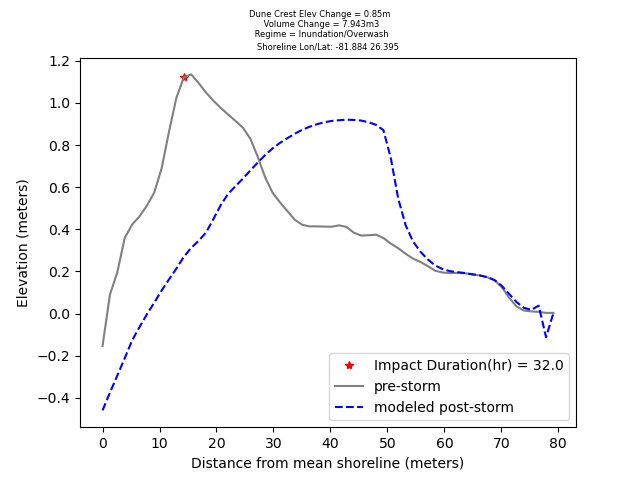 Dune Crest Elev Change = 0.85m
Volume Change = 7.943m3
Regime = Inundation/Overwash
Shoreline Lon/Lat: -81.884 26.395
1.2
1.0
0.8
0.6
0.4
0.2
0.0
−0.2
−0.4
Elevation (meters)
Impact Duration(hr) = 32.0
pre-storm
modeled post-storm
0 10 20 30 40 50 60 70 80
Distance from mean shoreline (meters)